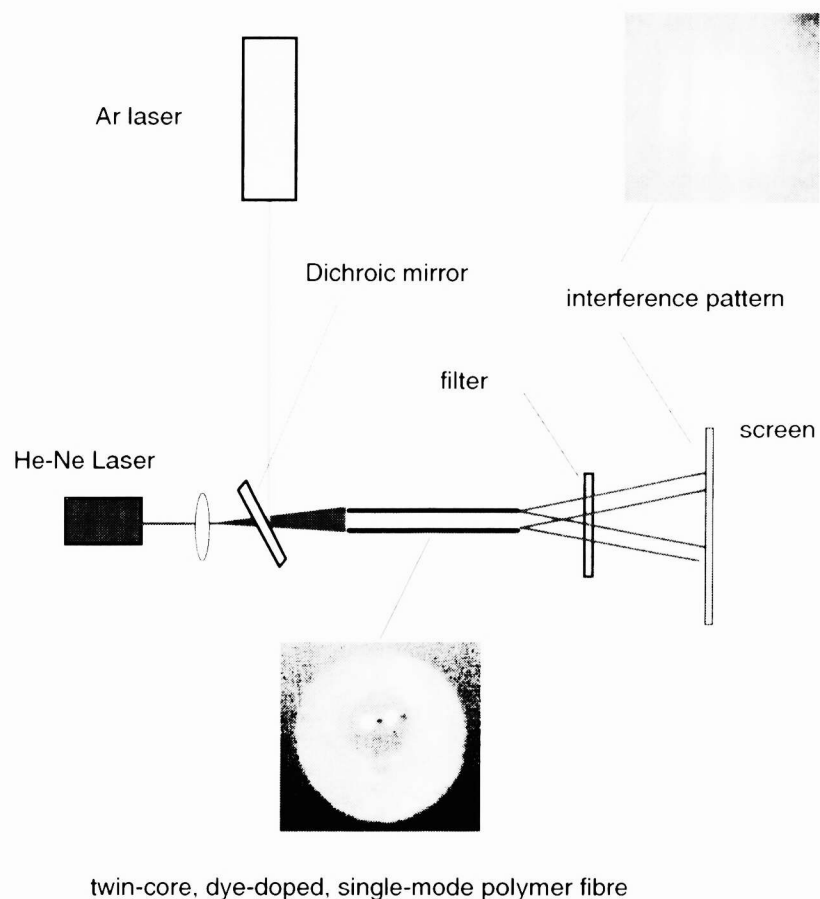 Ar laser
Dichroic mirror
interference pattern
filter
screen
He-Ne Laser
twin-core, dye-doped, single-mode polymer fibre